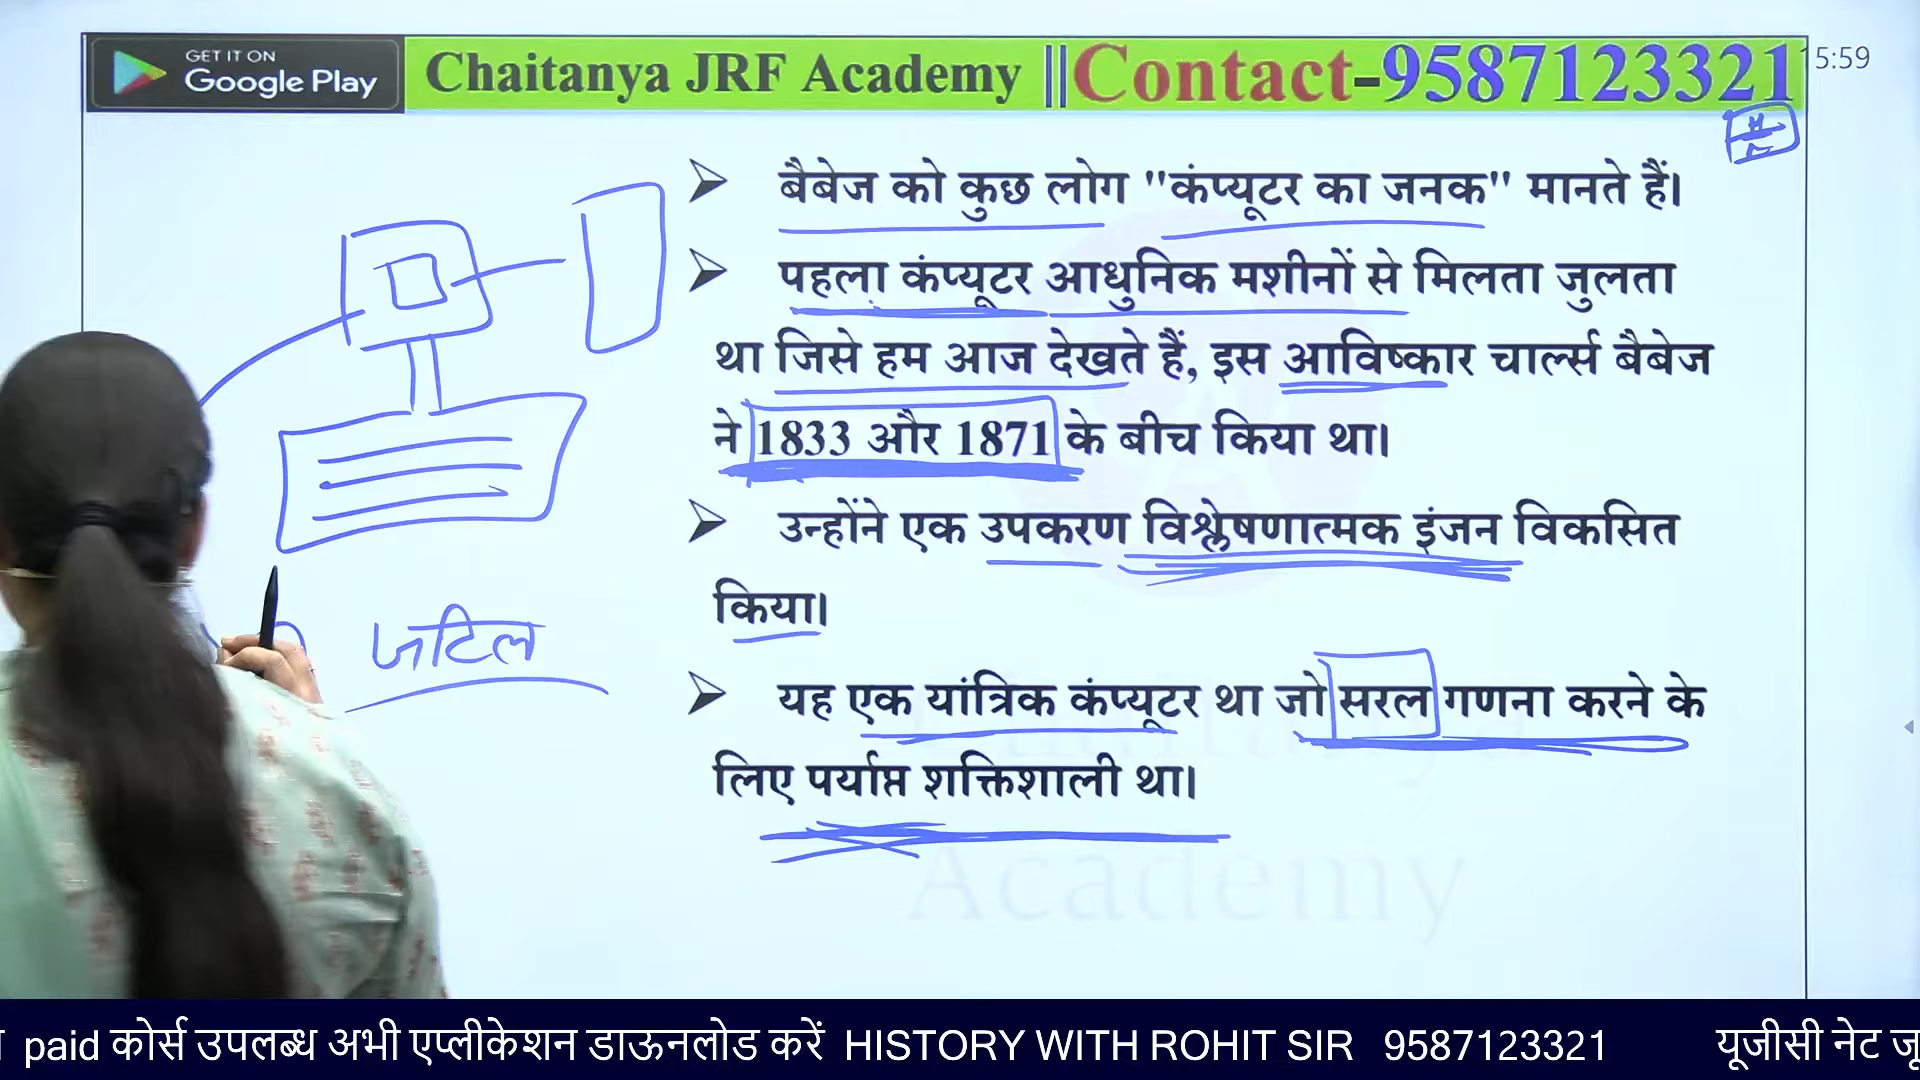 GET IT ON
Google Play
Chaitanya JRF Academy || Contact-9587123321
5:59
➢ बैबेज को कुछ लोग "कंप्यूटर का जनक" मानते हैं।
➢ पहला कंप्यूटर आधुनिक मशीनों से मिलता जुलता
था जिसे हम आज देखते हैं, इस आविष्कार चार्ल्स बैबेज
ने 1833 और 1871 के बीच किया था।
➢ उन्होंने एक उपकरण विश्लेषणात्मक इंजन विकसित
किया।
जटिल
➢ यह एक यांत्रिक कंप्यूटर था जो सरल गणना करने के
लिए पर्याप्त शक्तिशाली था।
Academy
paid कोर्स उपलब्ध अभी एप्लीकेशन डाऊनलोड करें HISTORY WITH ROHIT SIR 9587123321 यूजीसी नेट जू